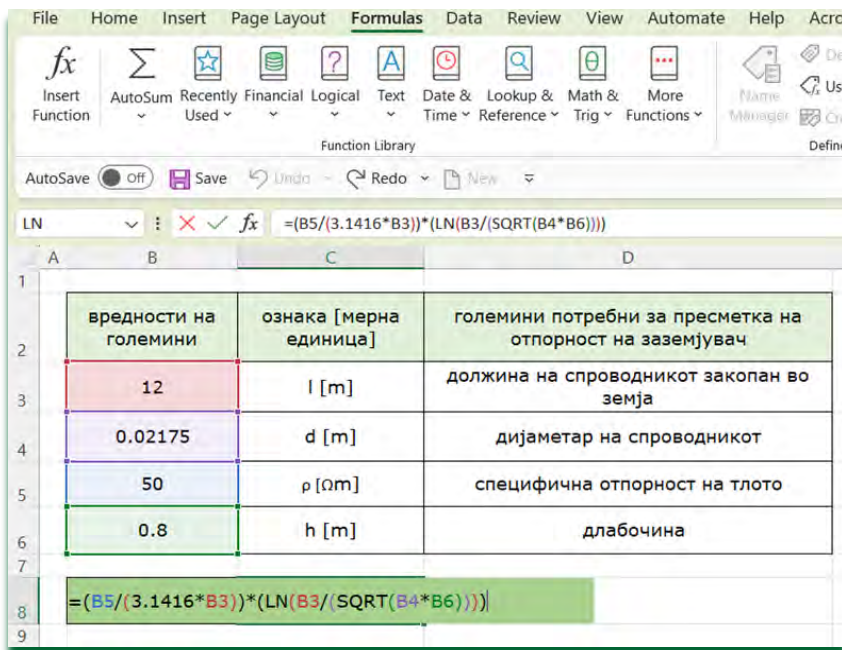 File Home Insert Page Layout Formulas Data Review View Automate Help Acro
fx Σ ? A θ
Insert Function AutoSum Recently Used Financial Logical Text Date & Time Lookup & Reference Math & Trig More Functions Name Manager
Function Library
Define
AutoSave Off Save Undo Redo New
LN fx =(B5/(3.1416*B3))*(LN(B3/(SQRT(B4*B6))))
A B C D
1
2 вредности на големини ознака [мерна единица] големини потребни за пресметка на отпорност на заземјувач
3 12 l [m] должина на спроводникот закопан во земја
4 0.02175 d [m] дијаметар на спроводникот
5 50 ρ [Ωm] специфична отпорност на тлото
6 0.8 h [m] длабочина
7
8 =(B5/(3.1416*B3))*(LN(B3/(SQRT(B4*B6))))
9